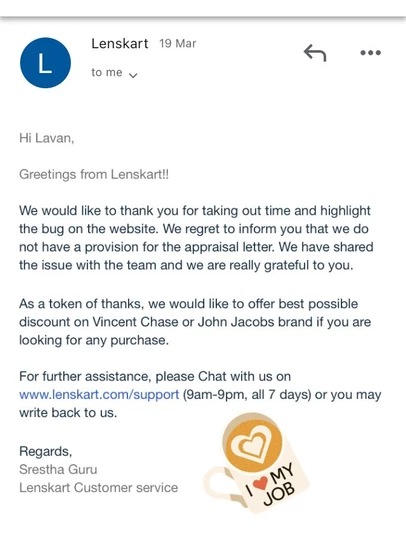 Lenskart 19 Mar
L
to me
Hi Lavan,
Greetings from Lenskart!!
We would like to thank you for taking out time and highlight
the bug on the website. We regret to inform you that we do
not have a provision for the appraisal letter. We have shared
the issue with the team and we are really grateful to you.
As a token of thanks, we would like to offer best possible
discount on Vincent Chase or John Jacobs brand if you are
looking for any purchase.
For further assistance, please Chat with us on
www.lenskart.com/support (9am-9pm, all 7 days) or you may
write back to us.
Regards,
Srestha Guru
Lenskart Customer service
I ❤ MY
JOB